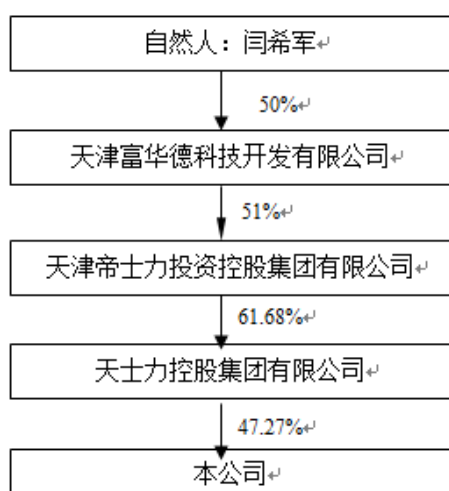 自然人：闫希军
50%
天津富华德科技开发有限公司
51%
天津帝士力投资控股集团有限公司
61.68%
天士力控股集团有限公司
47.27%
本公司